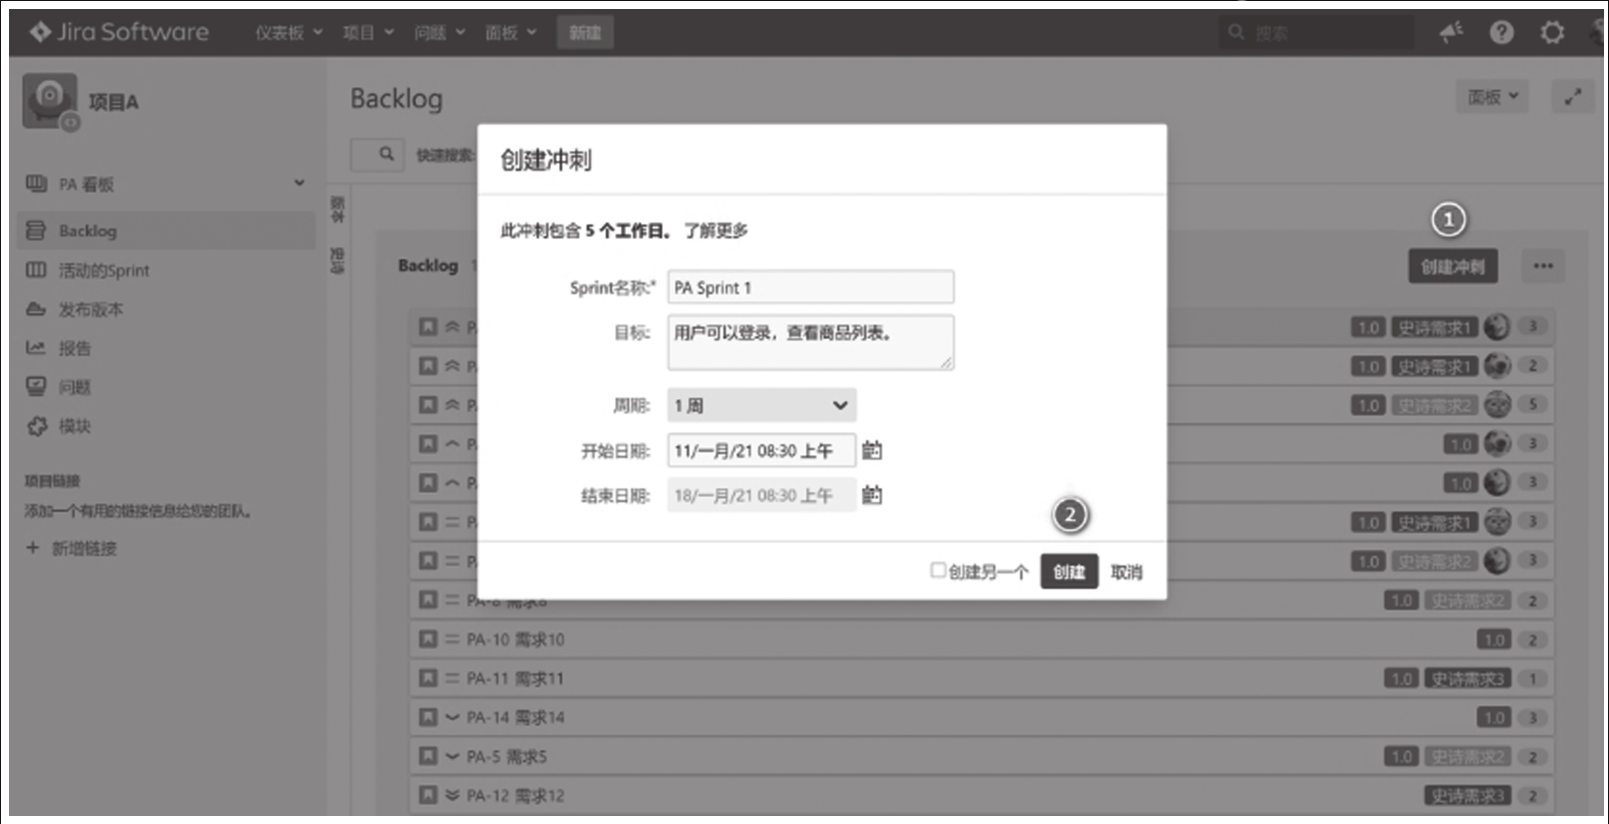 Jira Software 仪表板 项目 问题 面板 新建 搜索
项目A
PA 看板
Backlog
活动的Sprint
发布版本
报告
问题
模块
项目链接
添加一个有用的链接信息给您的团队。
+ 新增链接
Backlog
面板
快速搜索:
版本
史诗
Backlog
1
创建冲刺
...
创建冲刺
此冲刺包含 5 个工作日。 了解更多
Sprint名称:* PA Sprint 1
目标: 用户可以登录，查看商品列表。
周期: 1 周
开始日期: 11/一月/21 08:30 上午
结束日期: 18/一月/21 08:30 上午
2
创建另一个 创建 取消
1.0 史诗需求1 3
1.0 史诗需求1 2
1.0 史诗需求2 5
1.0 3
1.0 3
1.0 史诗需求1 3
1.0 史诗需求2 3
PA-8 需求8 1.0 史诗需求2 2
PA-10 需求10 1.0 2
PA-11 需求11 1.0 史诗需求3 1
PA-14 需求14 1.0 3
PA-5 需求5 1.0 史诗需求2 2
PA-12 需求12 史诗需求3 2